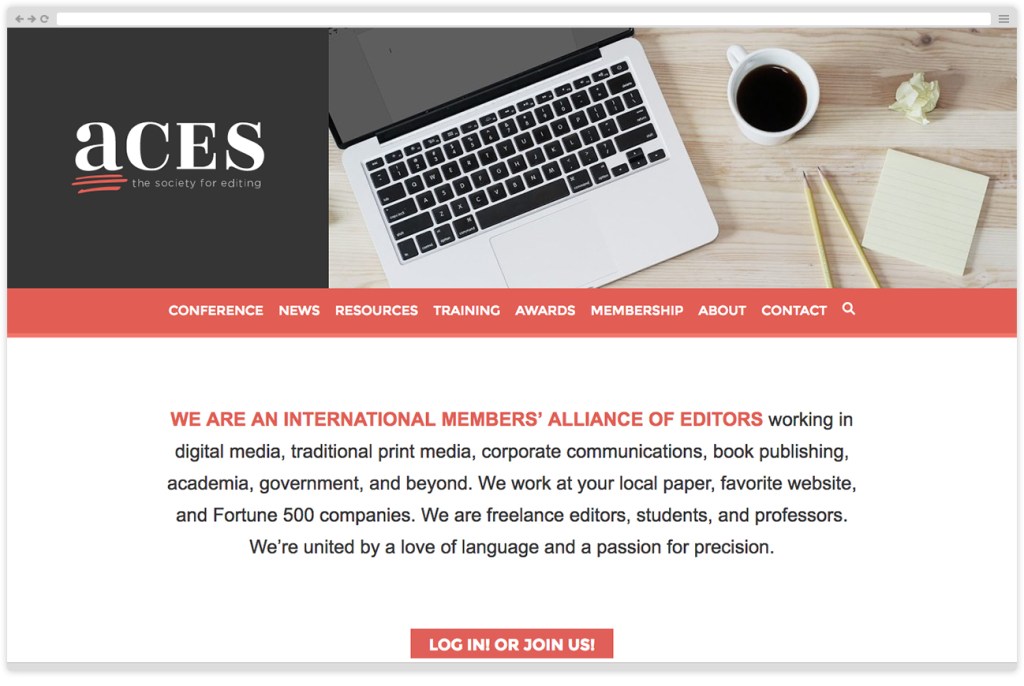 aCES
the society for editing
CONFERENCE NEWS RESOURCES TRAINING AWARDS MEMBERSHIP ABOUT CONTACT
WE ARE AN INTERNATIONAL MEMBERS’ ALLIANCE OF EDITORS working in
digital media, traditional print media, corporate communications, book publishing,
academia, government, and beyond. We work at your local paper, favorite website,
and Fortune 500 companies. We are freelance editors, students, and professors.
We’re united by a love of language and a passion for precision.
LOG IN! OR JOIN US!